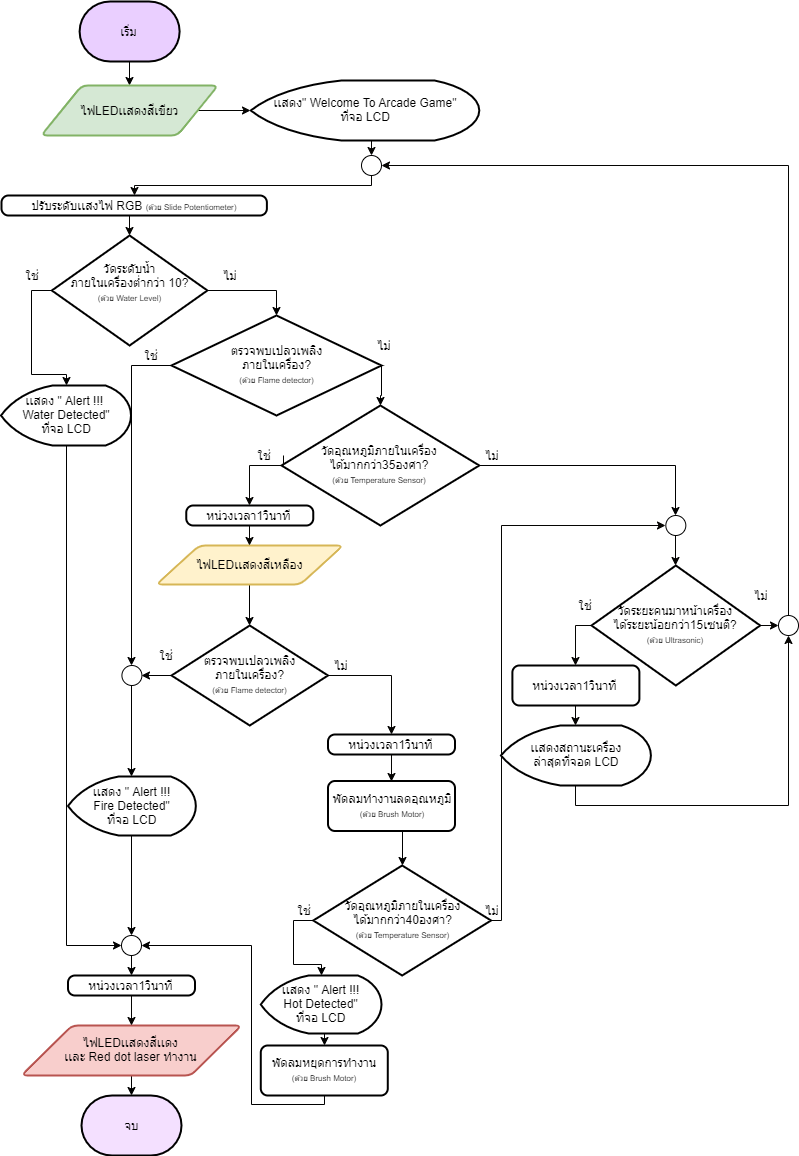 เริ่ม
ไฟLEDแสดงสีเขียว
แสดง" Welcome To Arcade Game"
ที่จอ LCD
ปรับระดับแสงไฟ RGB (ด้วย Slide Potentiometer)
วัดระดับน้ำ
ภายในเครื่องต่ำกว่า 10?
(ด้วย Water Level)
ใช่
ไม่
ตรวจพบเปลวเพลิง
ภายในเครื่อง?
(ด้วย Flame detector)
ใช่
ไม่
แสดง " Alert !!!
Water Detected"
ที่จอ LCD
วัดอุณหภูมิภายในเครื่อง
ได้มากกว่า35องศา?
(ด้วย Temperature Sensor)
ใช่
ไม่
หน่วงเวลา1วินาที
ไฟLEDแสดงสีเหลือง
วัดระยะคนมาหน้าเครื่อง
ได้ระยะน้อยกว่า15เซนติ?
(ด้วย Ultrasonic)
ใช่
ไม่
ตรวจพบเปลวเพลิง
ภายในเครื่อง?
(ด้วย Flame detector)
ใช่
ไม่
หน่วงเวลา1วินาที
แสดงสถานะเครื่อง
ล่าสุดที่จอด LCD
หน่วงเวลา1วินาที
แสดง " Alert !!!
Fire Detected"
ที่จอ LCD
พัดลมทำงานลดอุณหภูมิ
(ด้วย Brush Motor)
วัดอุณหภูมิภายในเครื่อง
ได้มากกว่า40องศา?
(ด้วย Temperature Sensor)
ใช่
ไม่
หน่วงเวลา1วินาที
แสดง " Alert !!!
Hot Detected"
ที่จอ LCD
ไฟLEDแสดงสีแดง
และ Red dot laser ทำงาน
พัดลมหยุดการทำงาน
(ด้วย Brush Motor)
จบ